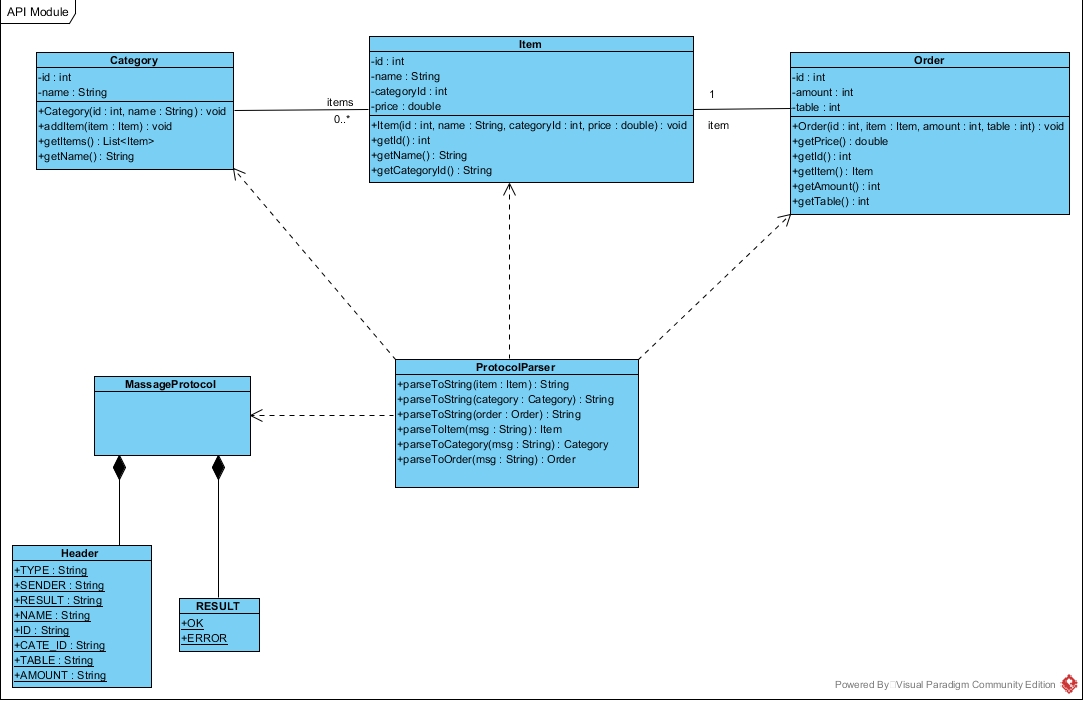 API Module
Category
-id : int
-name : String
+Category(id : int, name : String) : void
+addItem(item : Item) : void
+getItems() : List<Item>
+getName() : String
items
0..*
Item
-id : int
-name : String
-categoryId : int
-price : double
+Item(id : int, name : String, categoryId : int, price : double) : void
+getId() : int
+getName() : String
+getCategoryId() : String
1
item
Order
-id : int
-amount : int
-table : int
+Order(id : int, item : Item, amount : int, table : int) : void
+getPrice() : double
+getId() : int
+getItem() : Item
+getAmount() : int
+getTable() : int
ProtocolParser
+parseToString(item : Item) : String
+parseToString(category : Category) : String
+parseToString(order : Order) : String
+parseToItem(msg : String) : Item
+parseToCategory(msg : String) : Category
+parseToOrder(msg : String) : Order
MassageProtocol
Header
+TYPE : String
+SENDER : String
+RESULT : String
+NAME : String
+ID : String
+CATE_ID : String
+TABLE : String
+AMOUNT : String
RESULT
+OK
+ERROR
Powered By Visual Paradigm Community Edition